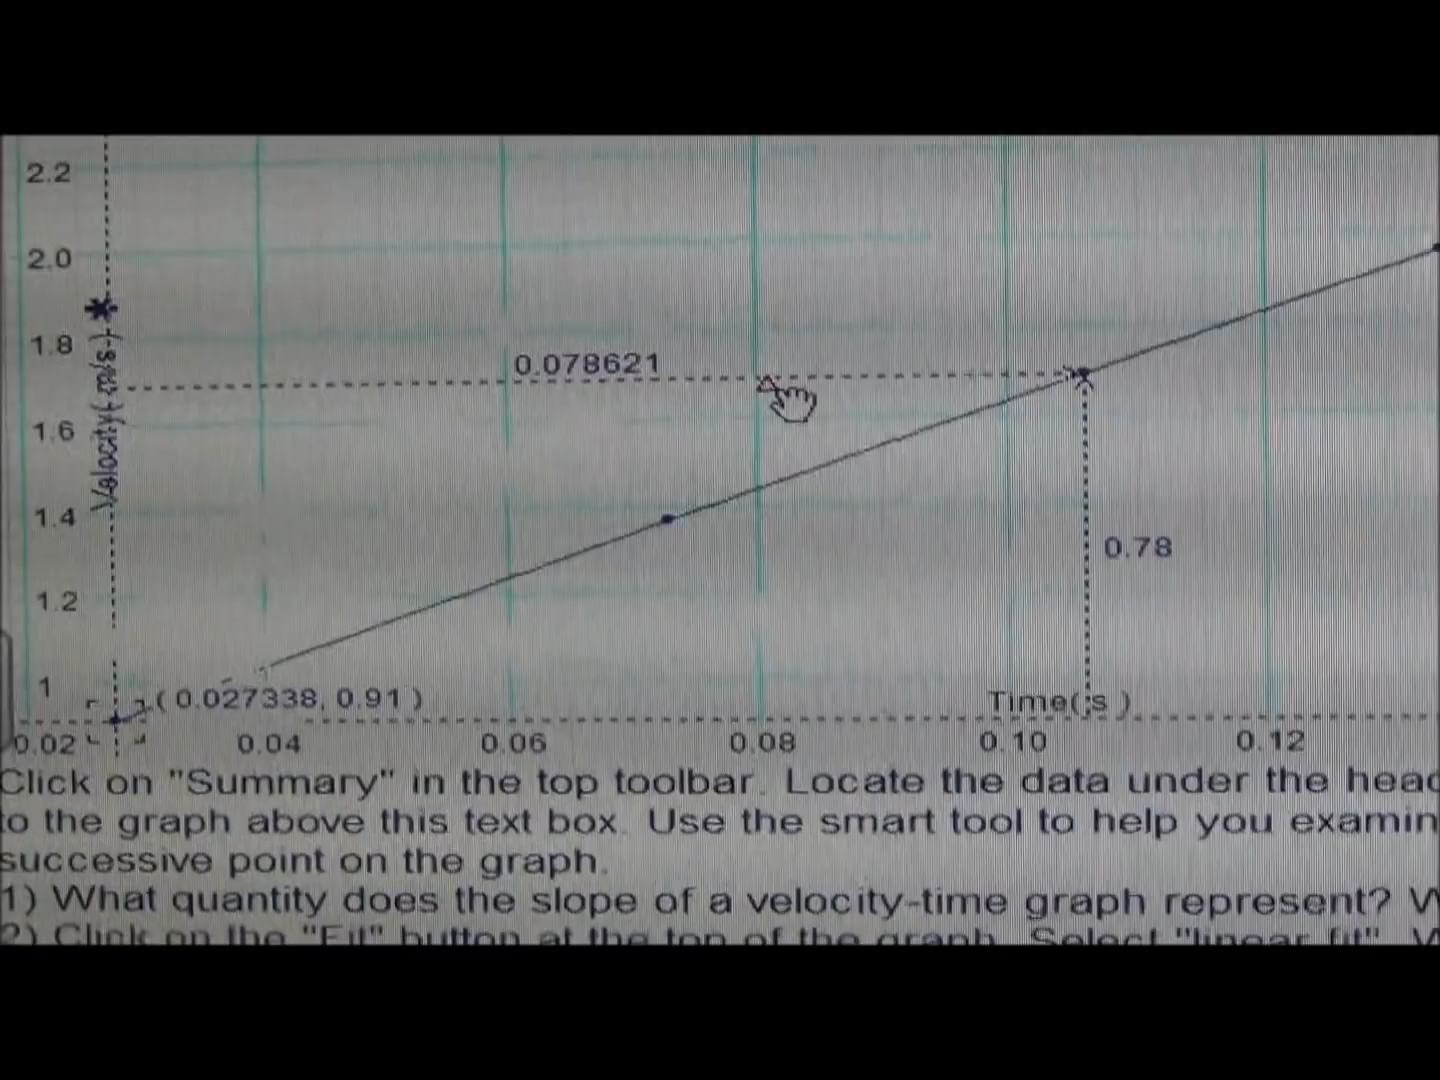 2.2
2.0
1.8
1.6
1.4
1.2
1
Velocity( m/s )
0.078621
0.78
( 0.027338, 0.91 )
Time( s )
0.02 0.04 0.06 0.08 0.10 0.12
Click on "Summary" in the top toolbar. Locate the data under the head
to the graph above this text box. Use the smart tool to help you examin
successive point on the graph.
1) What quantity does the slope of a velocity-time graph represent? W
2) Click on the "Fit" button at the top of the graph. Select "linear fit". W